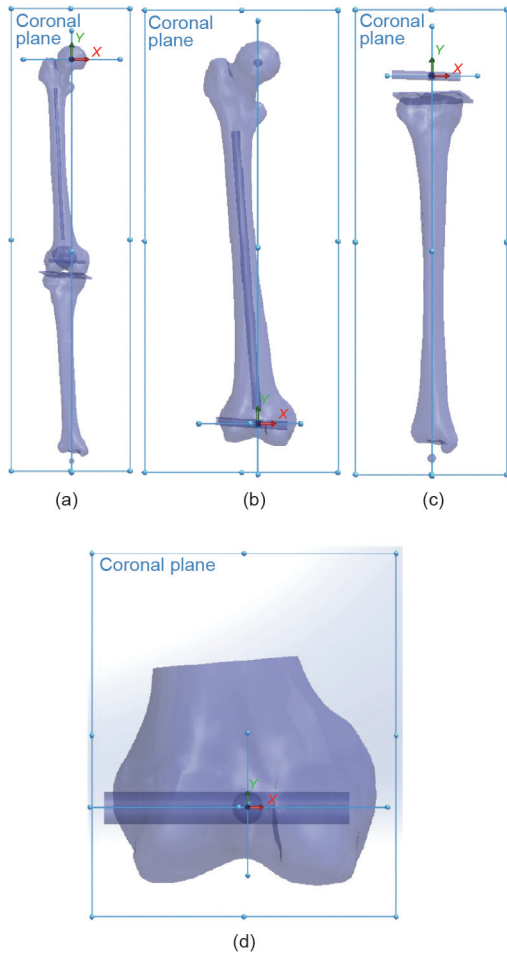 Coronal
plane
Y
X
(a)
Coronal
plane
Y
X
(b)
Coronal
plane
Y
X
(c)
Coronal plane
Y
X
(d)